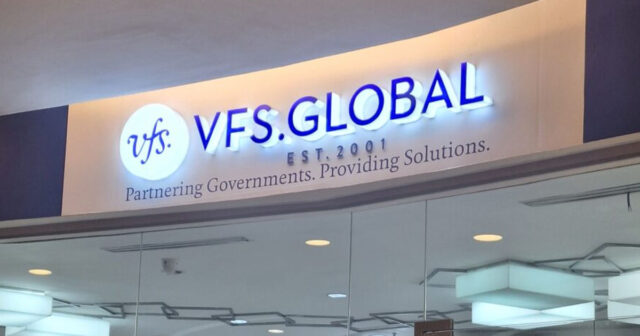 vfs.
VFS.GLOBAL
EST. 2001
Partnering Governments. Providing Solutions.